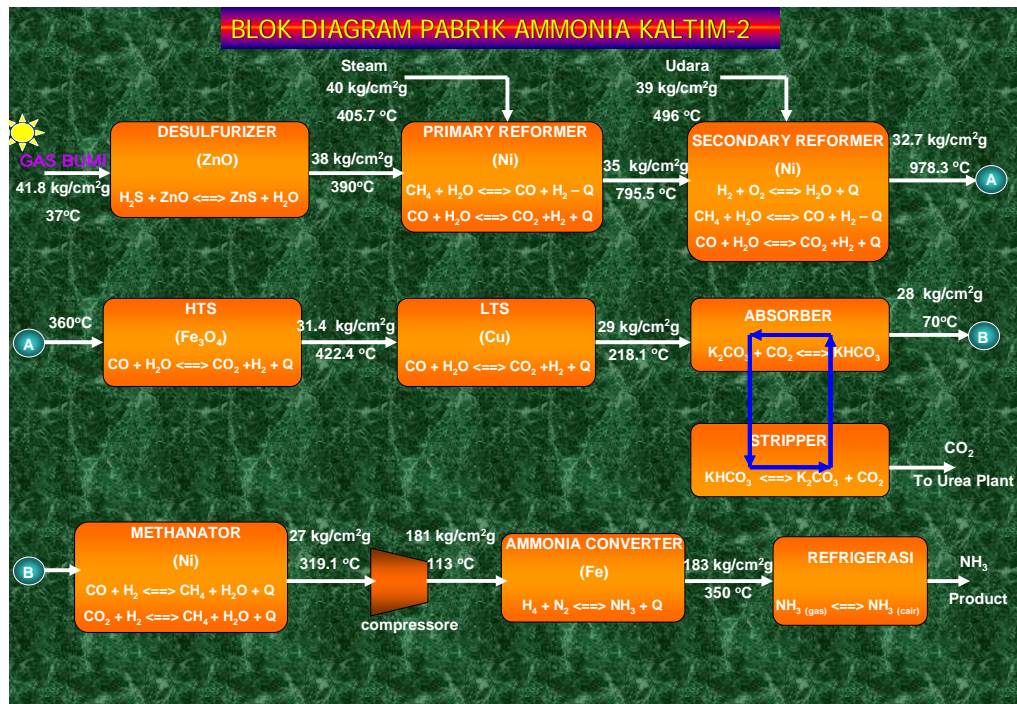 BLOK DIAGRAM PABRIK AMMONIA KALTIM-2
Steam
40 kg/cm²g
405.7 ºC
Udara
39 kg/cm²g
496 ºC
GAS BUMI
41.8 kg/cm²g
37ºC
DESULFURIZER
(ZnO)
H₂S + ZnO <==> ZnS + H₂O
38 kg/cm²g
390ºC
PRIMARY REFORMER
(Ni)
CH₄ + H₂O <==> CO + H₂ – Q
CO + H₂O <==> CO₂ +H₂ + Q
35 kg/cm²g
795.5 ºC
SECONDARY REFORMER
(Ni)
H₂ + O₂ <==> H₂O + Q
CH₄ + H₂O <==> CO + H₂ – Q
CO + H₂O <==> CO₂ +H₂ + Q
32.7 kg/cm²g
978.3 ºC
A
A
360ºC
HTS
(Fe₃O₄)
CO + H₂O <==> CO₂ +H₂ + Q
31.4 kg/cm²g
422.4 ºC
LTS
(Cu)
CO + H₂O <==> CO₂ +H₂ + Q
29 kg/cm²g
218.1 ºC
ABSORBER
K₂CO₃ + CO₂ <==> KHCO₃
28 kg/cm²g
70ºC
B
STRIPPER
KHCO₃ <==> K₂CO₃ + CO₂
CO₂
To Urea Plant
B
METHANATOR
(Ni)
CO + H₂ <==> CH₄ + H₂O + Q
CO₂ + H₂ <==> CH₄ + H₂O + Q
27 kg/cm²g
319.1 ºC
compressore
181 kg/cm²g
113 ºC
AMMONIA CONVERTER
(Fe)
H₄ + N₂ <==> NH₃ + Q
183 kg/cm²g
350 ºC
REFRIGERASI
NH₃ (gas) <==> NH₃ (cair)
NH₃
Product